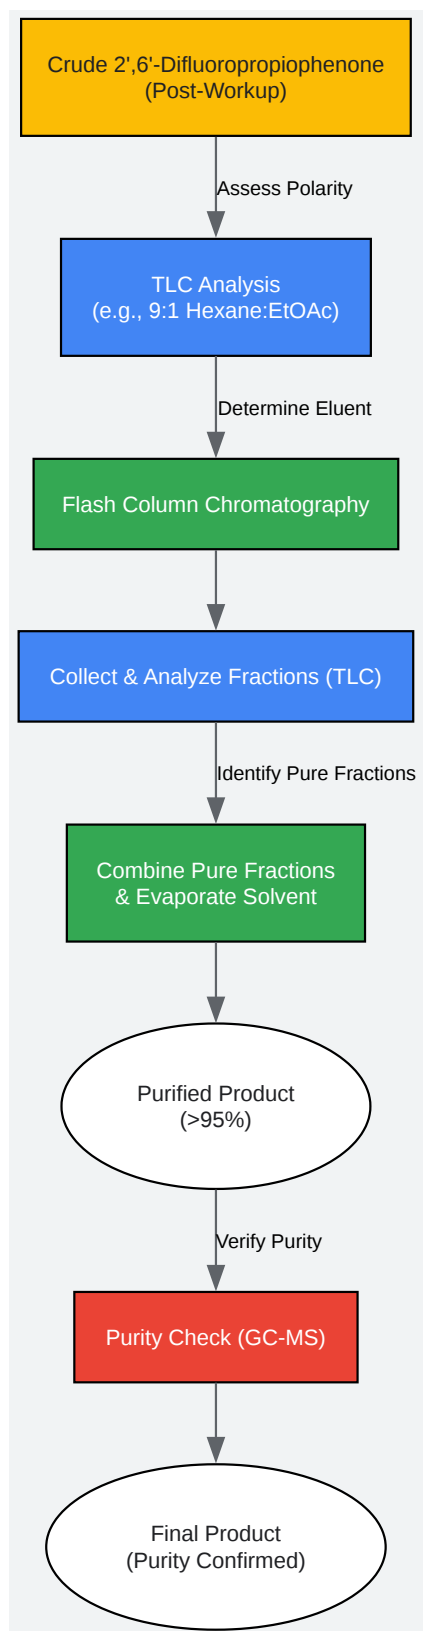 Crude 2',6'-Difluoropropiophenone
(Post-Workup)
Assess Polarity
TLC Analysis
(e.g., 9:1 Hexane:EtOAc)
Determine Eluent
Flash Column Chromatography
Collect & Analyze Fractions (TLC)
Identify Pure Fractions
Combine Pure Fractions
& Evaporate Solvent
Purified Product
(>95%)
Verify Purity
Purity Check (GC-MS)
Final Product
(Purity Confirmed)